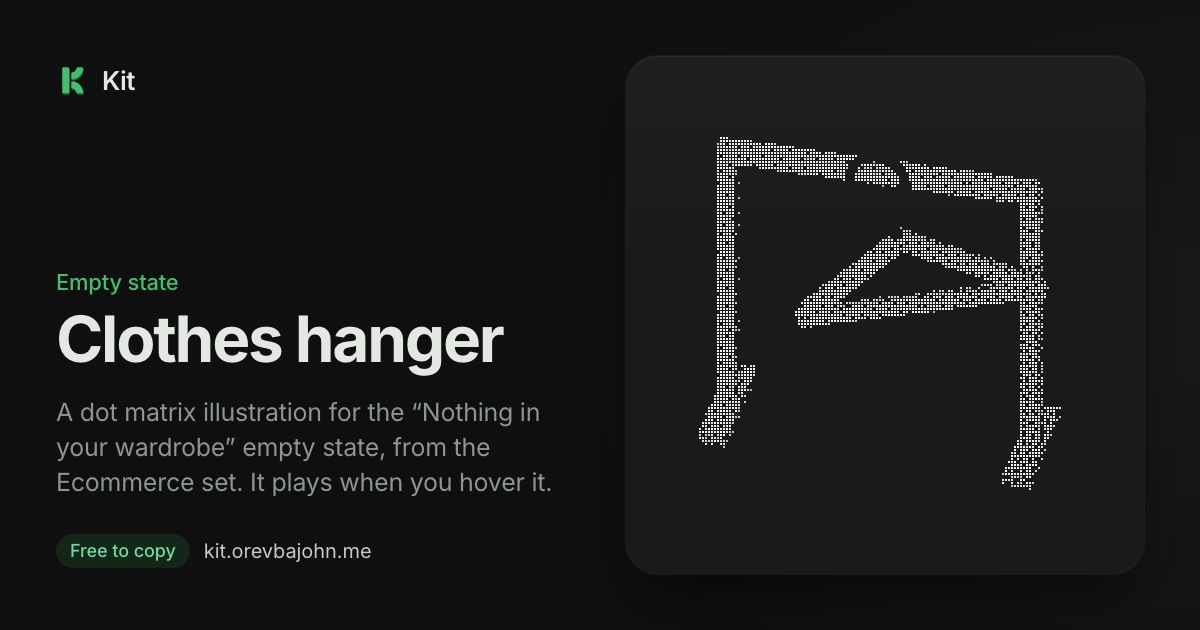 Kit
Empty state
Clothes hanger
A dot matrix illustration for the “Nothing in
your wardrobe” empty state, from the
Ecommerce set. It plays when you hover it.
Free to copy
kit.orevbajohn.me